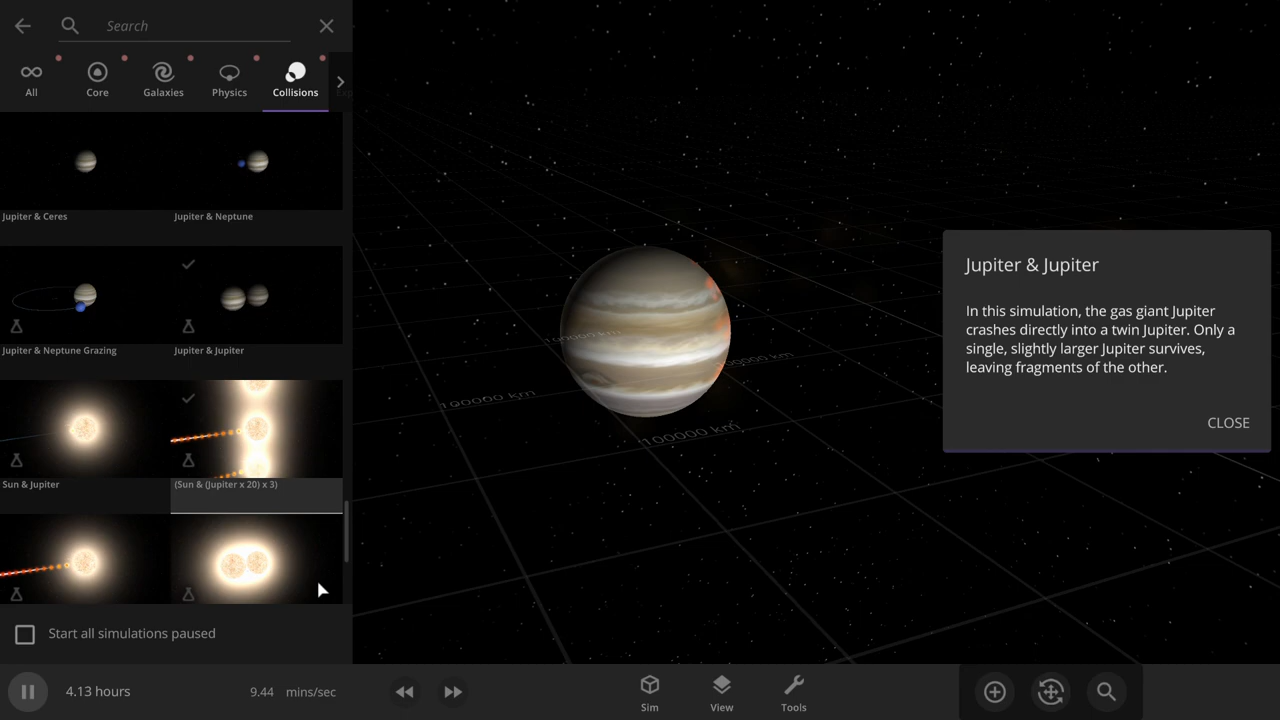 Search
All
Core
Galaxies
Physics
Collisions
Jupiter & Ceres
Jupiter & Neptune
Jupiter & Neptune Grazing
Jupiter & Jupiter
Sun & Jupiter
(Sun & (Jupiter x 20) x 3)
Start all simulations paused
100000 km
100000 km
100000 km
Jupiter & Jupiter
In this simulation, the gas giant Jupiter
crashes directly into a twin Jupiter. Only a
single, slightly larger Jupiter survives,
leaving fragments of the other.
CLOSE
4.13 hours
9.44 mins/sec
Sim
View
Tools